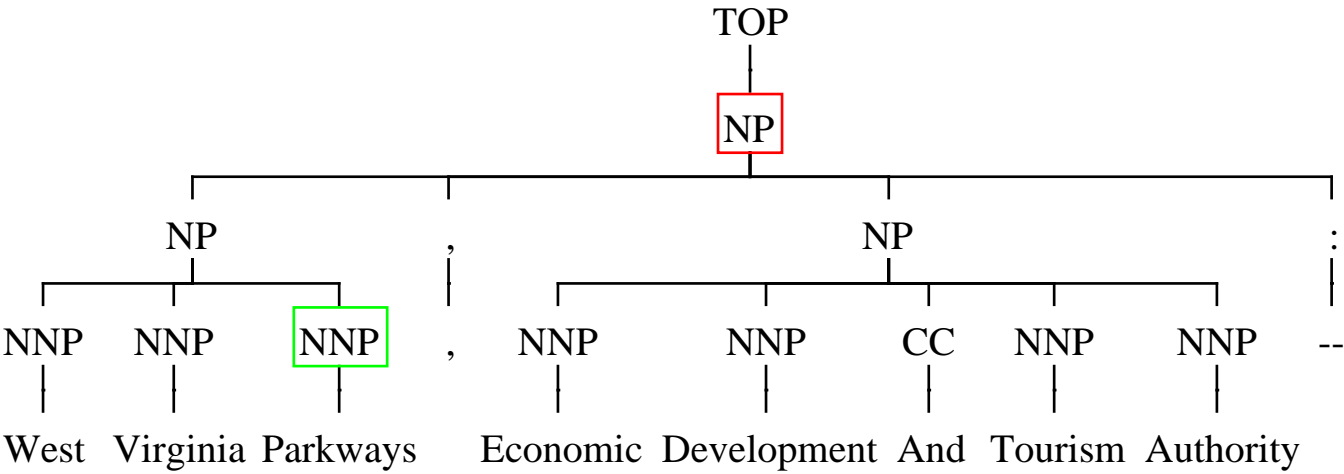 TOP
NP
NP , NP :
NNP NNP NNP , NNP NNP CC NNP NNP --
West Virginia Parkways Economic Development And Tourism Authority